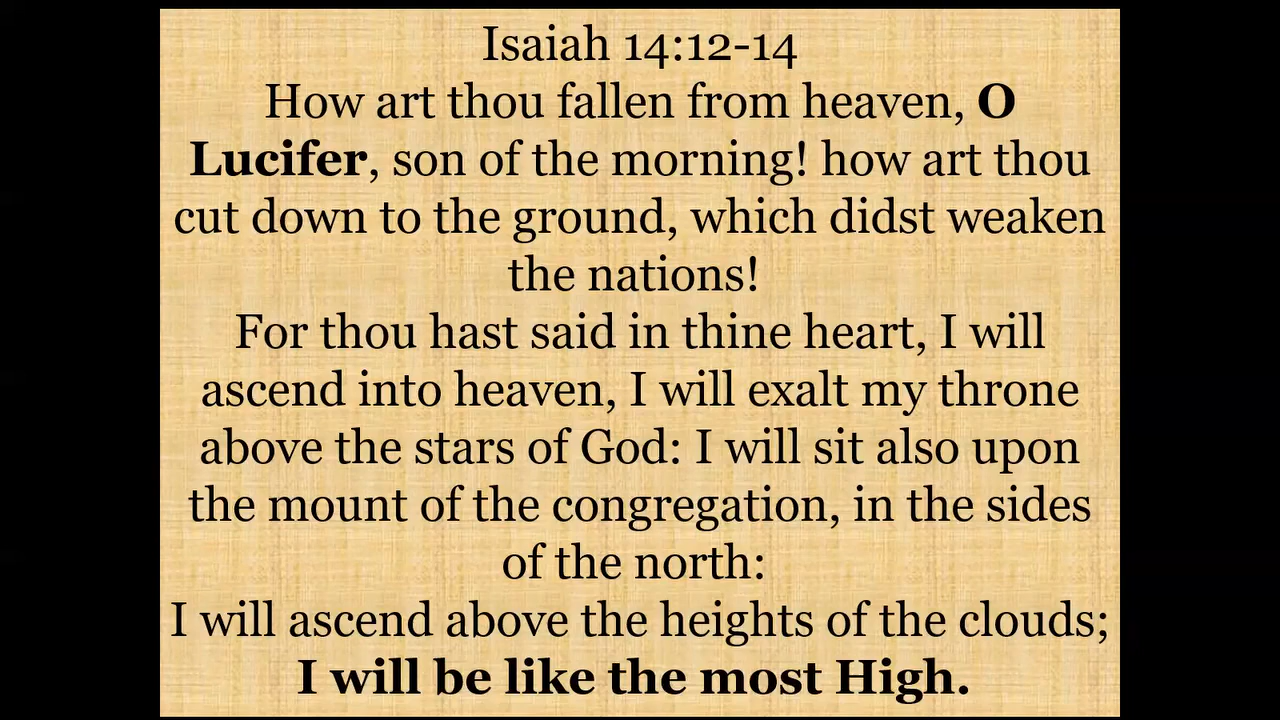 Isaiah 14:12-14
How art thou fallen from heaven, O
Lucifer, son of the morning! how art thou
cut down to the ground, which didst weaken
the nations!
For thou hast said in thine heart, I will
ascend into heaven, I will exalt my throne
above the stars of God: I will sit also upon
the mount of the congregation, in the sides
of the north:
I will ascend above the heights of the clouds;
I will be like the most High.